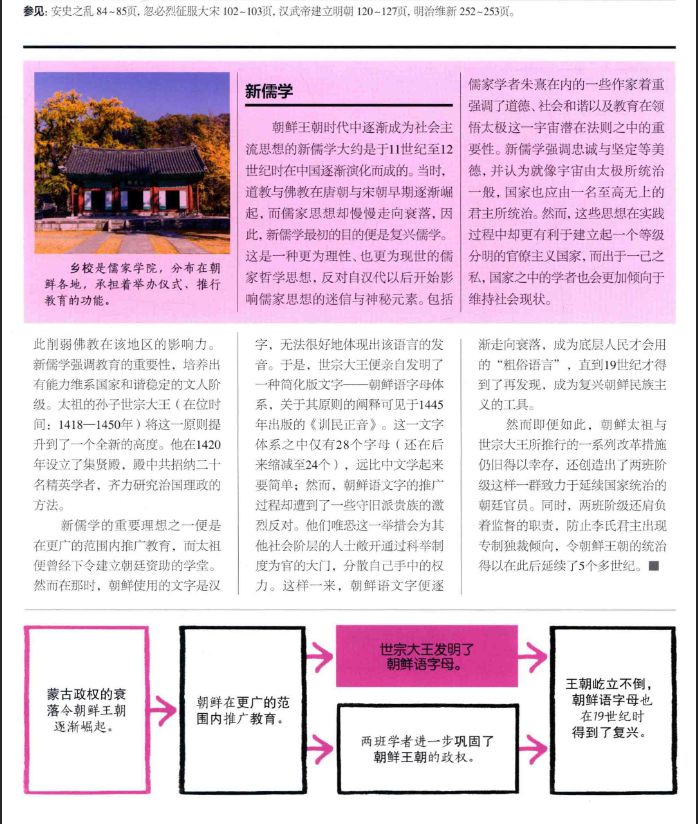 参见: 安史之乱 84~85页, 忽必烈征服大宋 102~103页, 汉武帝建立明朝 120~127页, 明治维新 252~253页。
乡校是儒家学院，分布在朝
鲜各地，承担着举办仪式、推行
教育的功能。
新儒学
朝鲜王朝时代中逐渐成为社会主
流思想的新儒学大约是于11世纪至12
世纪时在中国逐渐演化而成的。当时，
道教与佛教在唐朝与宋朝早期逐渐崛
起，而儒家思想却慢慢走向衰落，因
此，新儒学最初的目的便是复兴儒学。
这是一种更为理性、也更为现世的儒
家哲学思想，反对自汉代以后开始影
响儒家思想的迷信与神秘元素。包括
儒家学者朱熹在内的一些作家着重
强调了道德、社会和谐以及教育在领
悟太极这一宇宙潜在法则之中的重
要性。新儒学强调忠诚与坚定等美
德，并认为就像宇宙由太极所统治
一般，国家也应由一名至高无上的
君主所统治。然而，这些思想在实践
过程中却更有利于建立起一个等级
分明的官僚主义国家，而出于一己之
私，国家之中的学者也会更加倾向于
维持社会现状。
此削弱佛教在该地区的影响力。
新儒学强调教育的重要性，培养出
有能力维系国家和谐稳定的文人阶
级。太祖的孙子世宗大王（在位时
间：1418—1450年）将这一原则提
升到了一个全新的高度。他在1420
年设立了集贤殿，殿中共招纳二十
名精英学者，齐力研究治国理政的
方法。
新儒学的重要理想之一便是
在更广的范围内推广教育，而太祖
便曾经下令建立朝廷资助的学堂。
然而在那时，朝鲜使用的文字是汉
字，无法很好地体现出该语言的发
音。于是，世宗大王便亲自发明了
一种简化版文字——朝鲜语字母体
系，关于其原则的阐释可见于1445
年出版的《训民正音》。这一文字
体系之中仅有28个字母（还在后
来缩减至24个），远比中文学起来
要简单；然而，朝鲜语文字的推广
过程却遭到了一些守旧派贵族的激
烈反对。他们唯恐这一举措会为其
他社会阶层的人士敞开通过科举制
度为官的大门，分散自己手中的权
力。这样一来，朝鲜语文字便逐
渐走向衰落，成为底层人民才会用
的“粗俗语言”，直到19世纪才得
到了再发现，成为复兴朝鲜民族主
义的工具。
然而即便如此，朝鲜太祖与
世宗大王所推行的一系列改革措施
仍旧得以幸存，还创造出了两班阶
级这样一群致力于延续国家统治的
朝廷官员。同时，两班阶级还肩负
着监督的职责，防止李氏君主出现
专制独裁倾向，令朝鲜王朝的统治
得以在此后延续了5个多世纪。■
蒙古政权的衰
落令朝鲜王朝
逐渐崛起。
朝鲜在更广的范
围内推广教育。
世宗大王发明了
朝鲜语字母。
两班学者进一步巩固了
朝鲜王朝的政权。
王朝屹立不倒，
朝鲜语字母也
在19世纪时
得到了复兴。